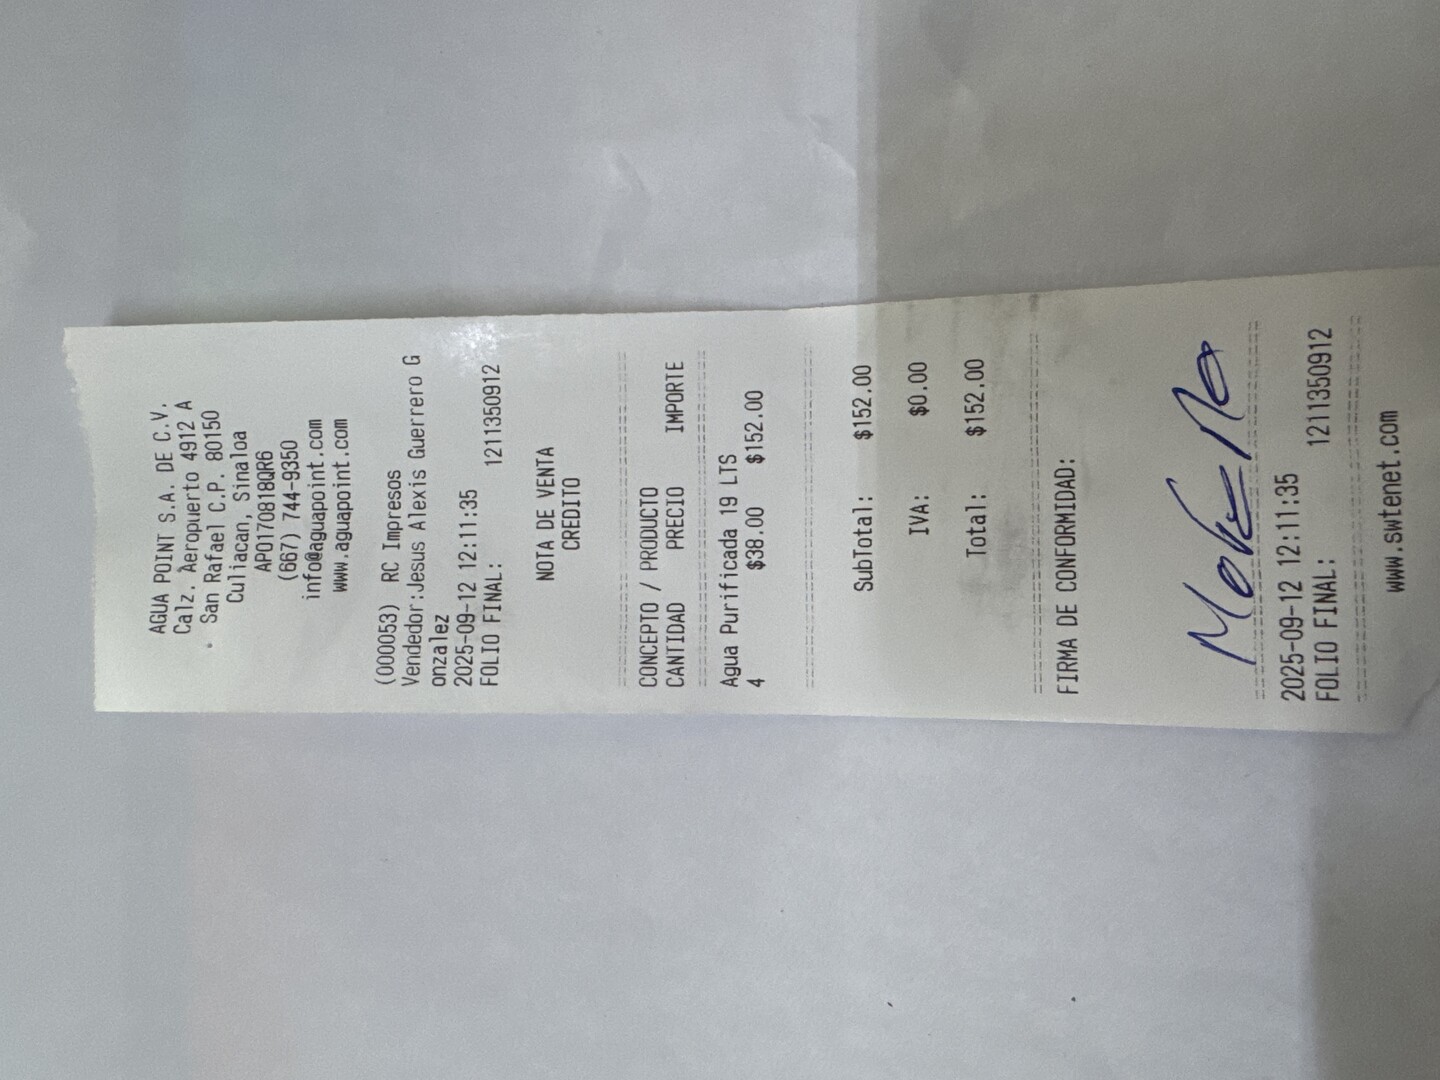 AGUA POINT S.A. DE C.V.
Calz. Aeropuerto 4912 A
San Rafael C.P. 80150
Culiacan, Sinaloa
APO170818QR6
(667) 744-9350
info@aguapoint.com
www.aguapoint.com
(000053) RC Impresos
Vendedor:Jesus Alexis Guerrero G
onzalez
2025-09-12 12:11:35
FOLIO FINAL: 1211350912
NOTA DE VENTA
CREDITO
CONCEPTO / PRODUCTO
CANTIDAD PRECIO IMPORTE
Agua Purificada 19 LTS
4 $38.00 $152.00
SubTotal: $152.00
IVA: $0.00
Total: $152.00
FIRMA DE CONFORMIDAD:
2025-09-12 12:11:35
FOLIO FINAL: 1211350912
www.swtenet.com